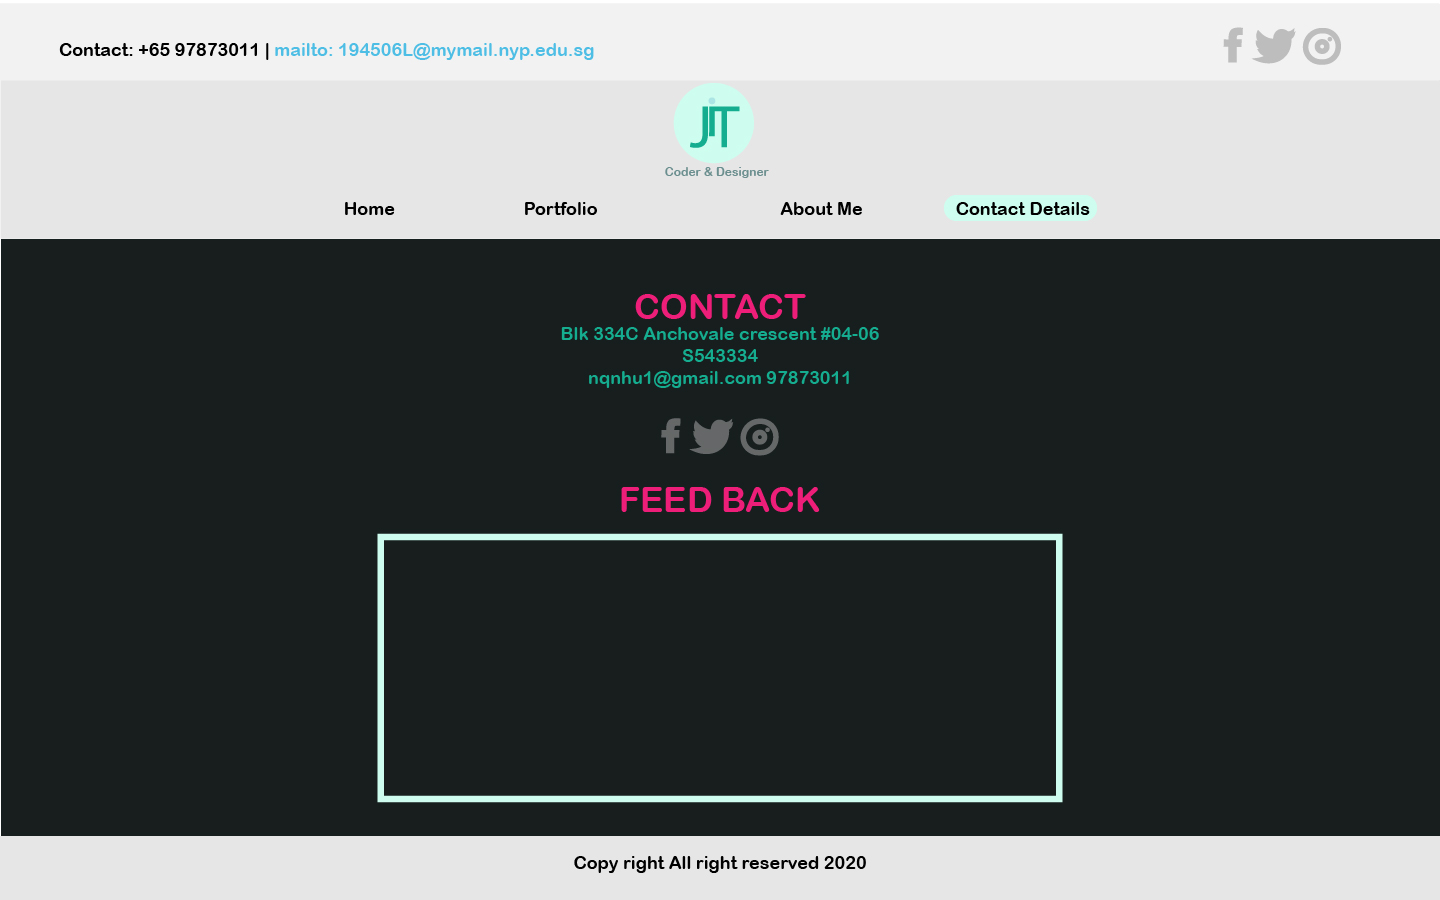 Contact: +65 97873011 | mailto: 194506L@mymail.nyp.edu.sg
JiT
Coder & Designer
Home Portfolio About Me Contact Details
CONTACT
Blk 334C Anchovale crescent #04-06
S543334
nqnhu1@gmail.com 97873011
FEED BACK
Copy right All right reserved 2020